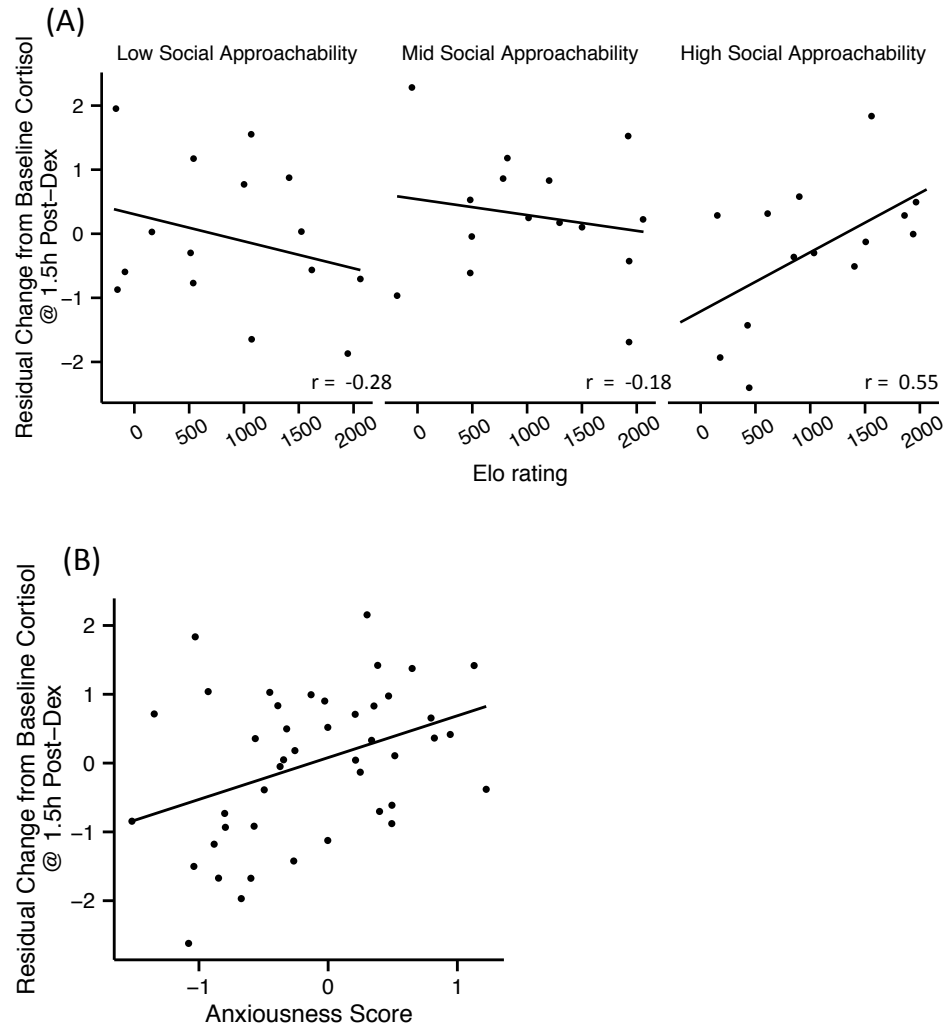 (A)
Low Social Approachability
Mid Social Approachability
High Social Approachability
Residual Change from Baseline Cortisol
@ 1.5h Post−Dex
2
1
0
−1
−2
r = -0.28
r = -0.18
r = 0.55
0 500 1000 1500 2000
0 500 1000 1500 2000
0 500 1000 1500 2000
Elo rating
(B)
Residual Change from Baseline Cortisol
@ 1.5h Post−Dex
2
1
0
−1
−2
−1 0 1
Anxiousness Score